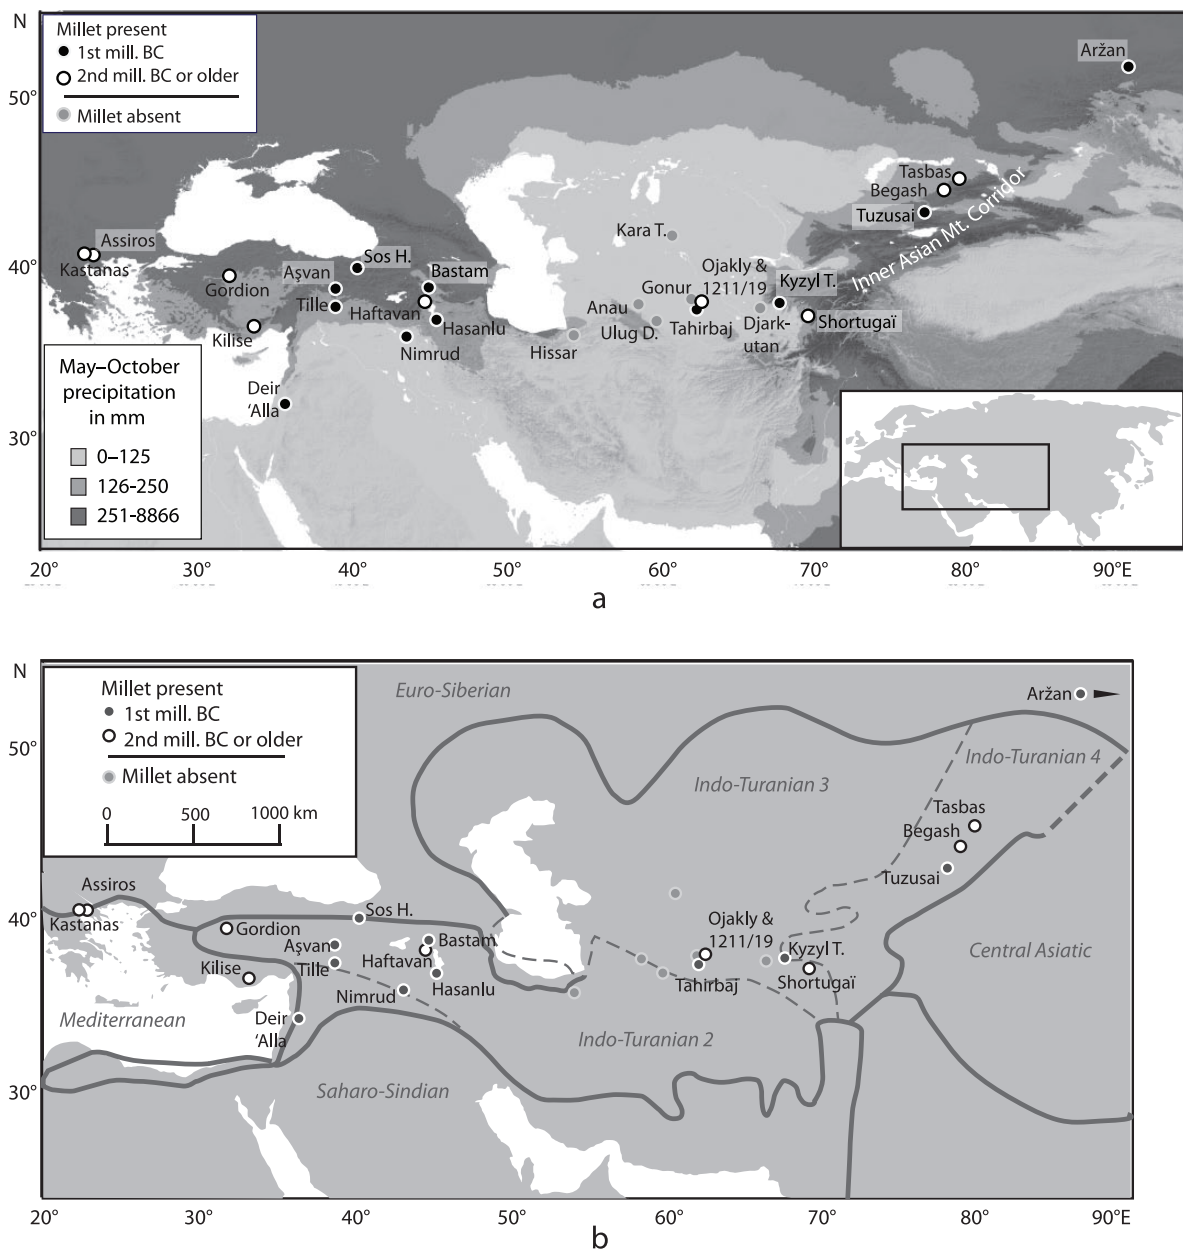 N
Millet present
1st mill. BC
2nd mill. BC or older
Millet absent
Aržan
50°
Tasbas
Begash
Tuzusai
Inner Asian Mt. Corridor
Kara T.
Assiros
Kastanas
40°
Sos H.
Aşvan
Bastam
Gordion
Tille
Haftavan
Hasanlu
Kilise
Nimrud
Hissar
Anau
Ulug D.
Gonur
Ojakly &
1211/19
Tahirbaj
Kyzyl T.
Djark-
utan
Shortugaï
May–October
precipitation
in mm
0–125
126-250
251-8866
Deir
‘Alla
30°
20°
30°
40°
50°
60°
70°
80°
90°E
a
N
Millet present
1st mill. BC
2nd mill. BC or older
Millet absent
0
500
1000 km
Euro-Siberian
Aržan
50°
Indo-Turanian 3
Indo-Turanian 4
Tasbas
Begash
Tuzusai
Assiros
Kastanas
40°
Sos H.
Gordion
Aşvan
Bastam
Tille
Haftavan
Kilise
Hasanlu
Nimrud
Ojakly &
1211/19
Kyzyl T.
Tahirbaj
Shortugaï
Central Asiatic
Mediterranean
Deir
‘Alla
Indo-Turanian 2
30°
Saharo-Sindian
20°
30°
40°
50°
60°
70°
80°
90°E
b